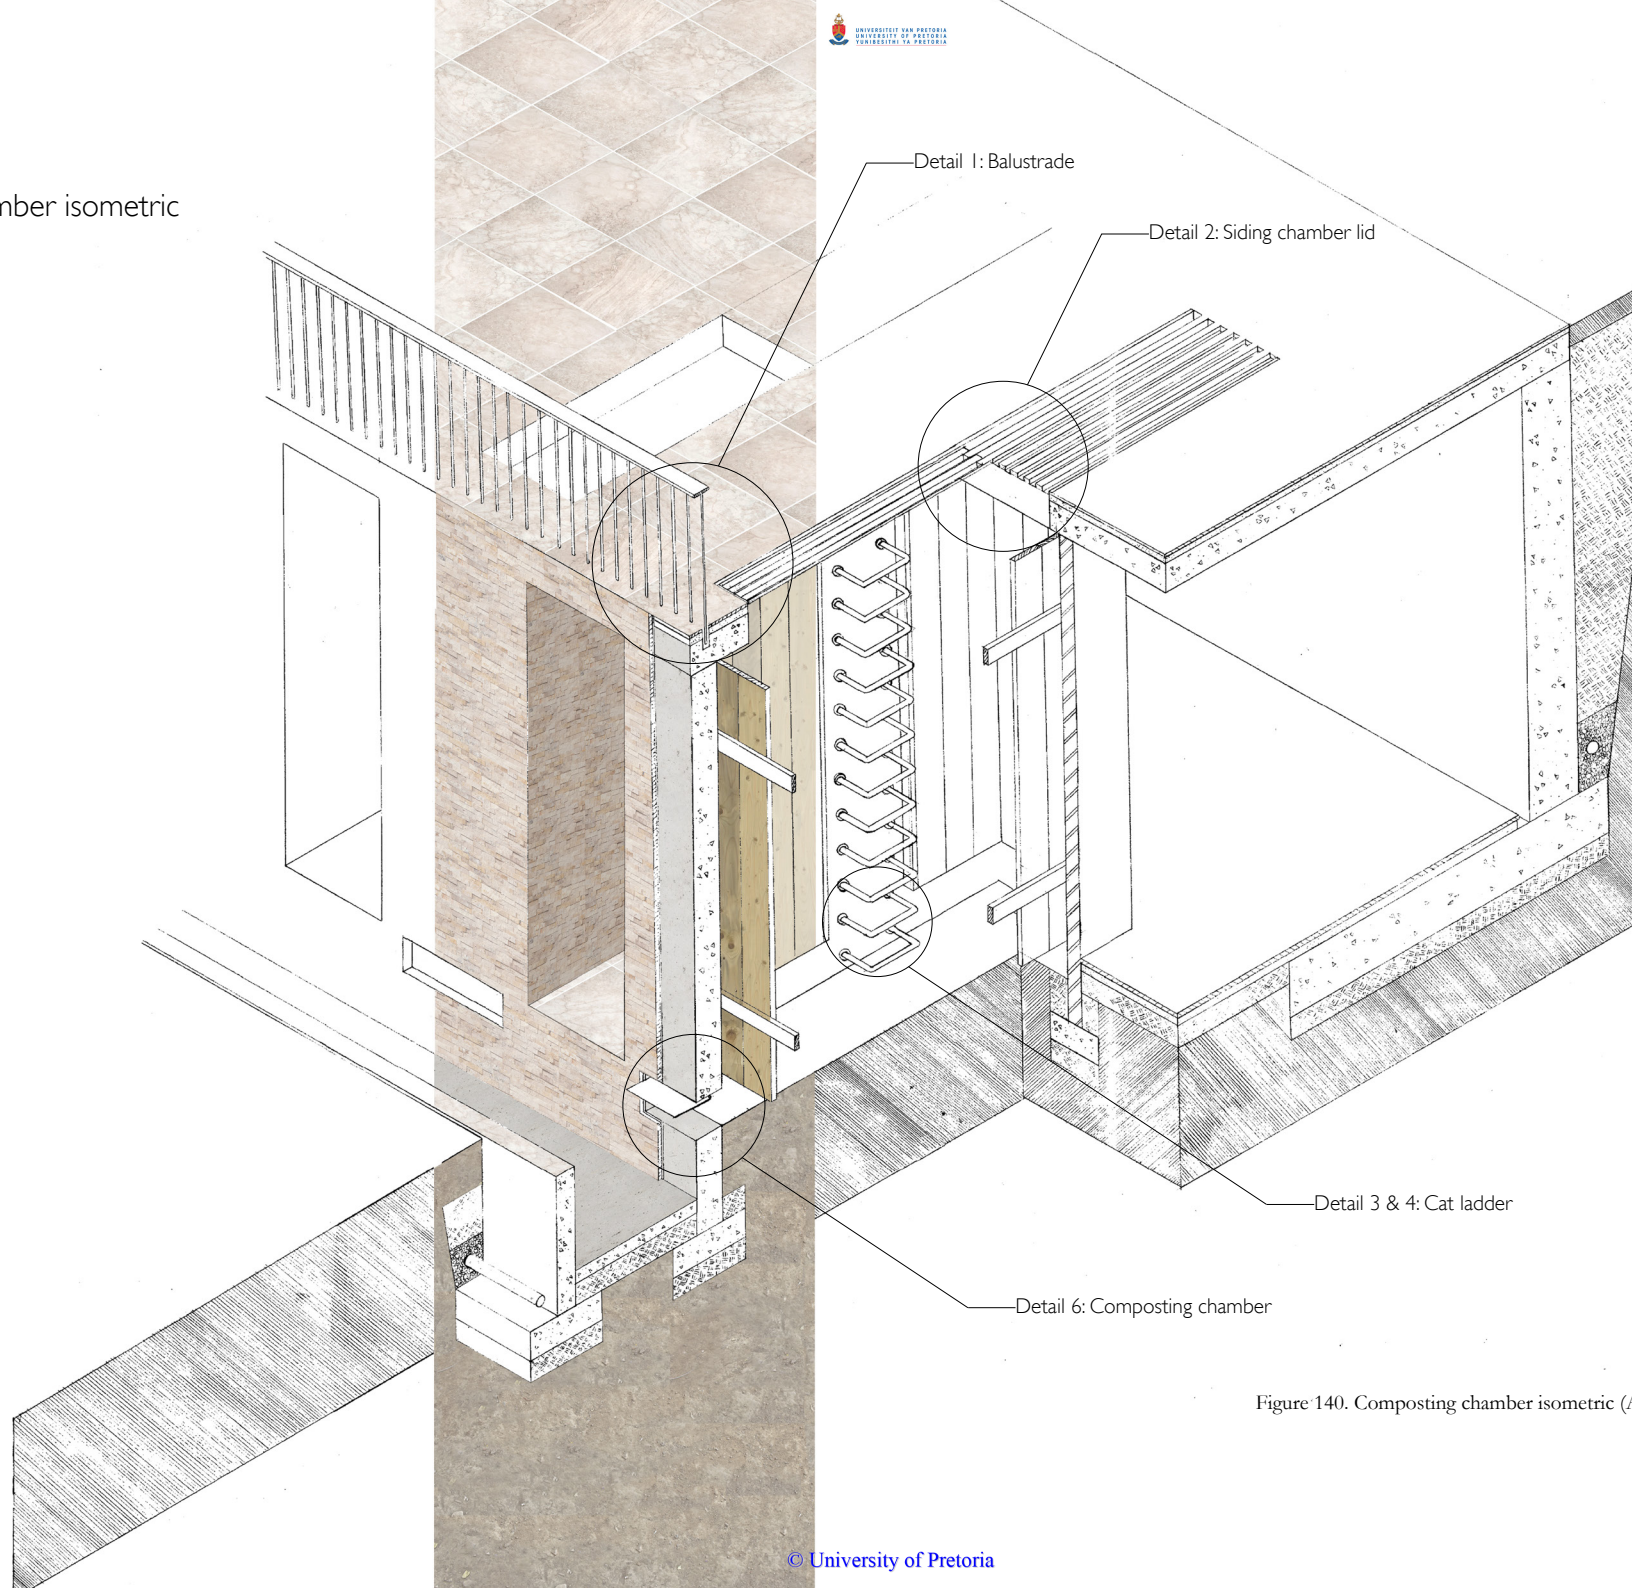 UNIVERSITEIT VAN PRETORIA
UNIVERSITY OF PRETORIA
YUNIBESITHI YA PRETORIA
Detail 1: Balustrade
mber isometric
Detail 2: Siding chamber lid
Detail 3 & 4: Cat ladder
Detail 6: Composting chamber
Figure 140. Composting chamber isometric (A
© University of Pretoria